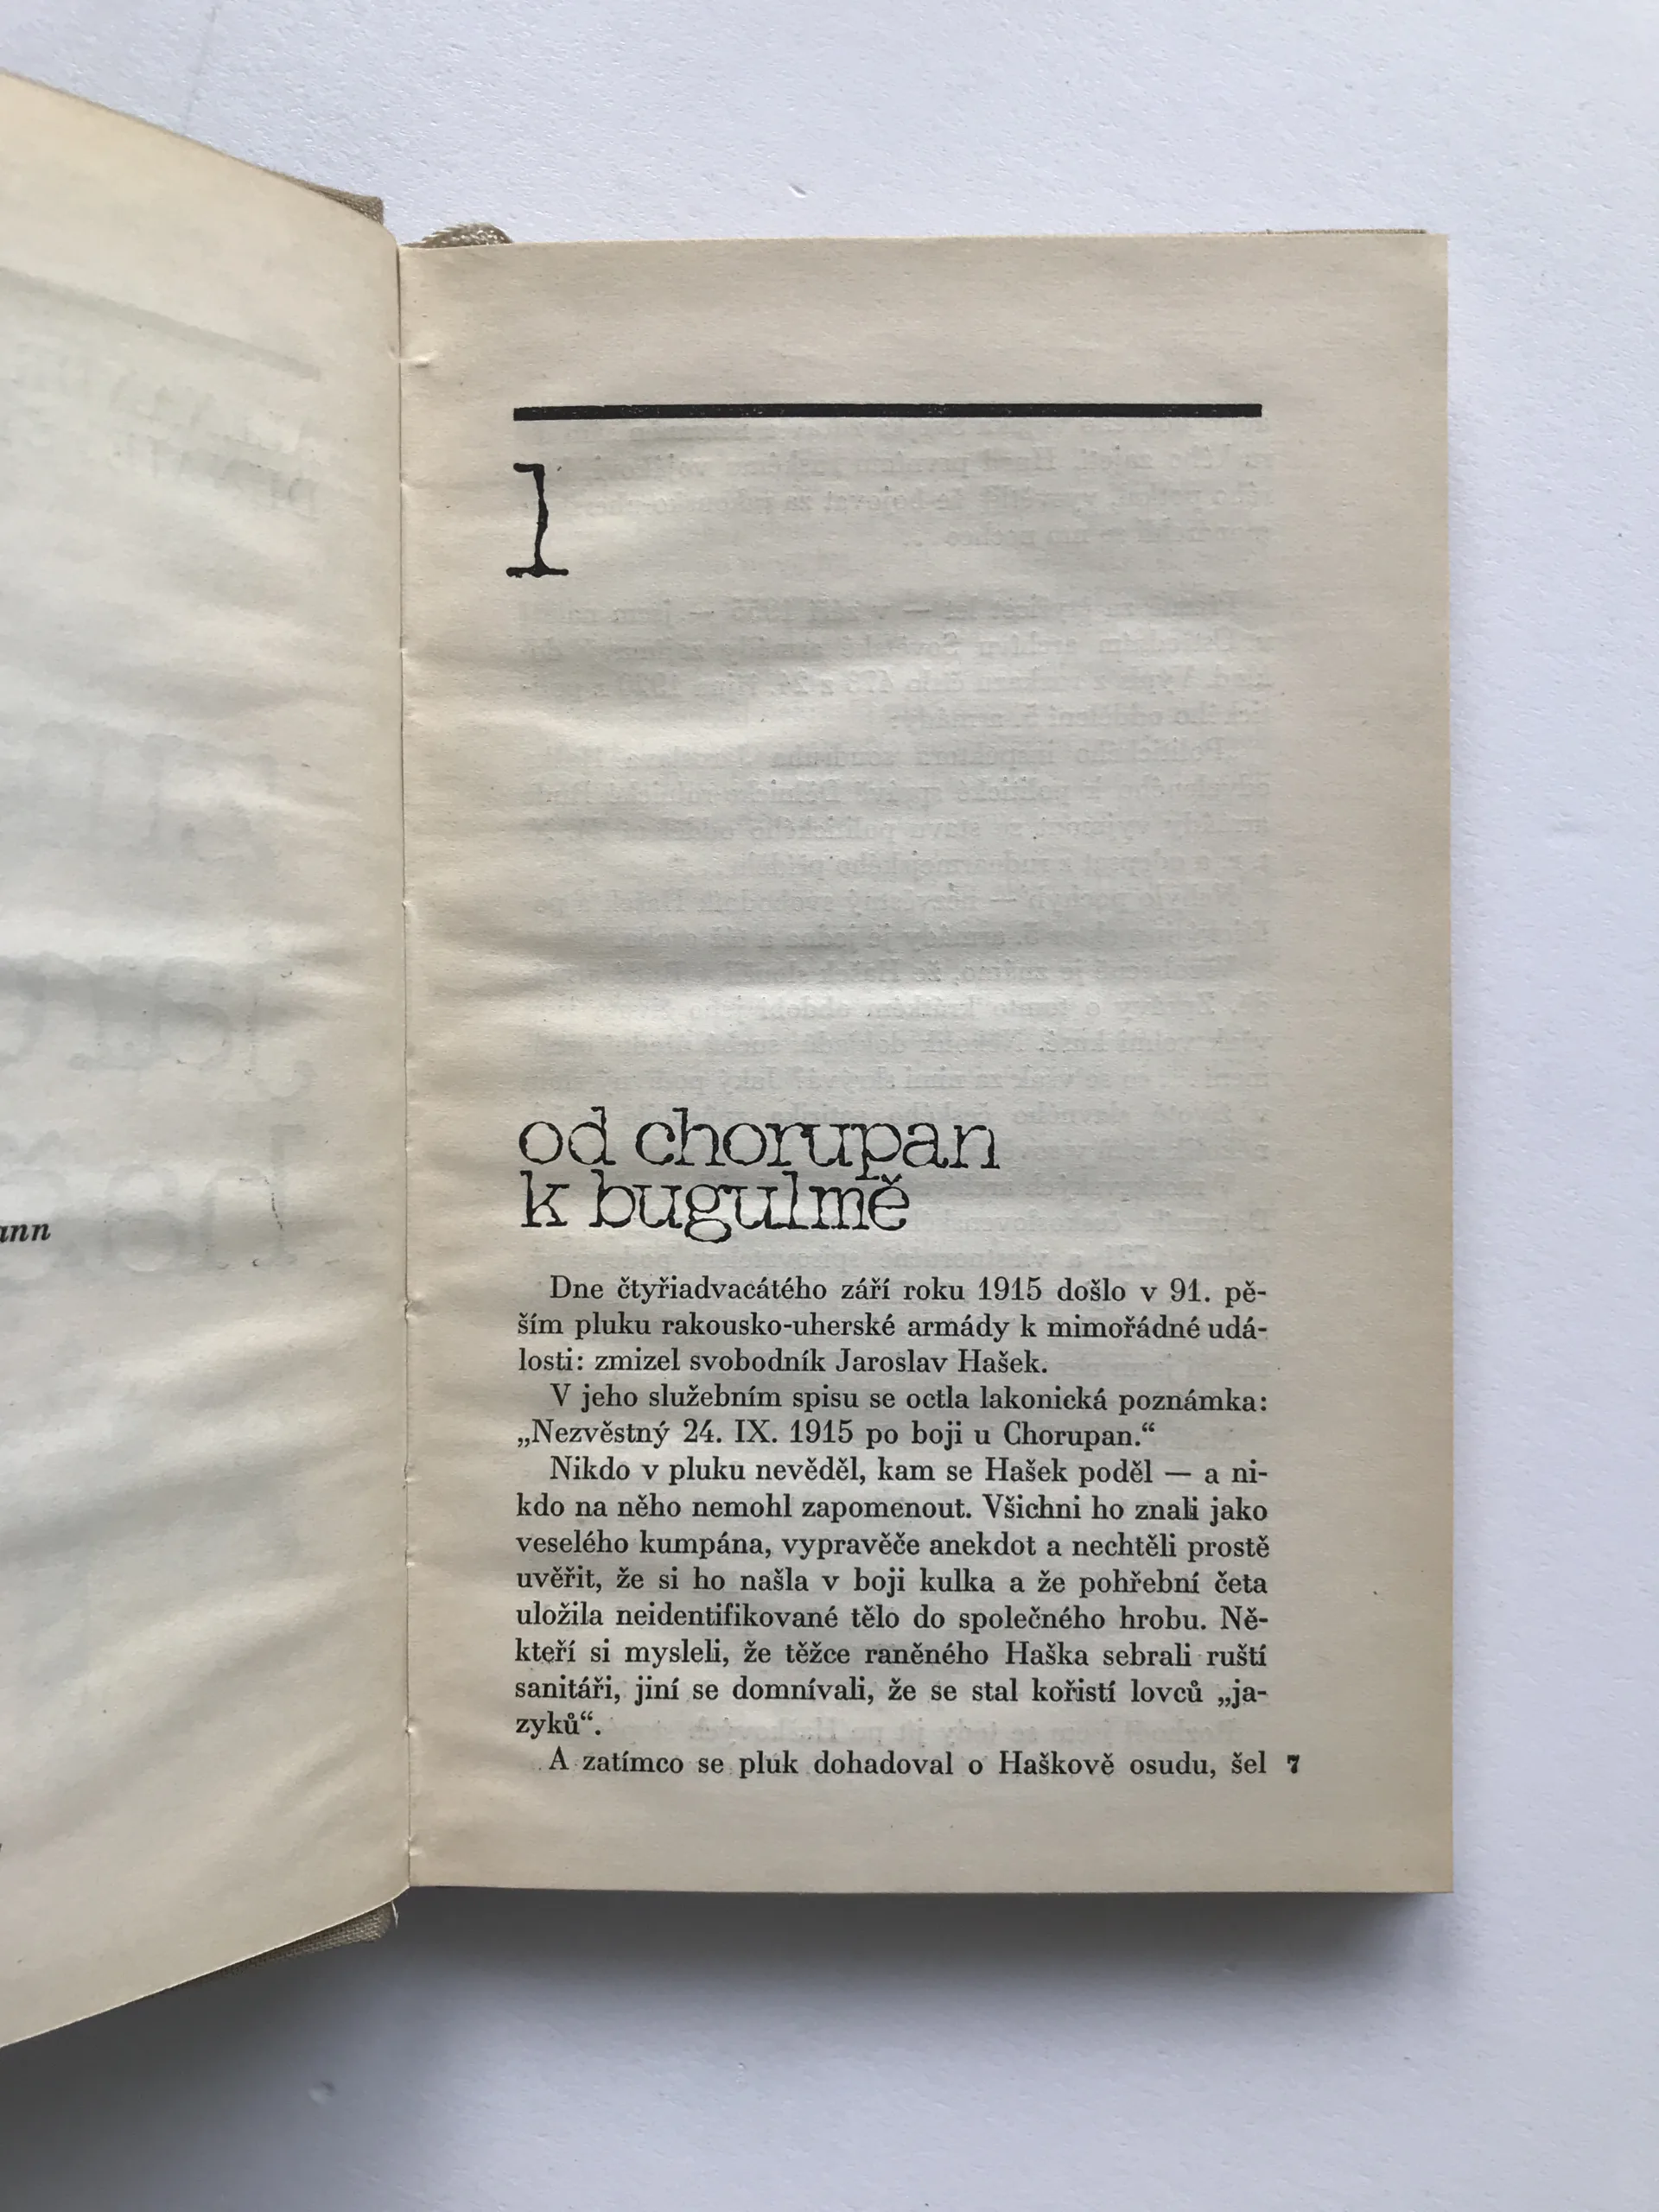 ann
1
od chorupan
k bugulmě
Dne čtyřiadvacátého září roku 1915 došlo v 91. pě-
ším pluku rakousko-uherské armády k mimořádné udá-
losti: zmizel svobodník Jaroslav Hašek.
V jeho služebním spisu se octla lakonická poznámka:
„Nezvěstný 24. IX. 1915 po boji u Chorupan.“
Nikdo v pluku nevěděl, kam se Hašek poděl — a ni-
kdo na něho nemohl zapomenout. Všichni ho znali jako
veselého kumpána, vypravěče anekdot a nechtěli prostě
uvěřit, že si ho našla v boji kulka a že pohřební četa
uložila neidentifikované tělo do společného hrobu. Ně-
kteří si mysleli, že těžce raněného Haška sebrali ruští
sanitáři, jiní se domnívali, že se stal kořistí lovců „ja-
zyků“.
A zatímco se pluk dohadoval o Haškově osudu, šel 7